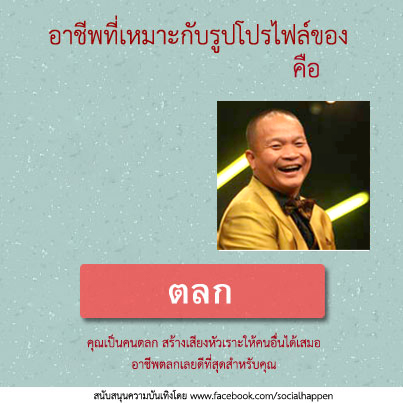 อาชีพที่เหมาะกับรูปโปรไฟล์ของ
คือ
ตลก
คุณเป็นคนตลก สร้างเสียงหัวเราะให้คนอื่นได้เสมอ
อาชีพตลกเลยดีที่สุดสำหรับคุณ
สนับสนุนความบันเทิงโดย www.facebook.com/socialhappen